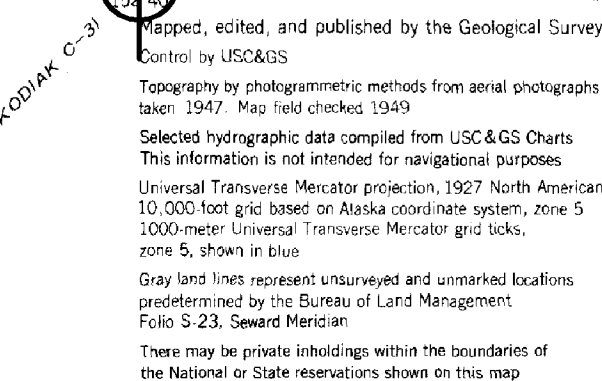 152°40'
KODIAK C-3)
Mapped, edited, and published by the Geological Survey
Control by USC&GS
Topography by photogrammetric methods from aerial photographs
taken 1947. Map field checked 1949
Selected hydrographic data compiled from USC&GS Charts
This information is not intended for navigational purposes
Universal Transverse Mercator projection, 1927 North American
10,000-foot grid based on Alaska coordinate system, zone 5
1000-meter Universal Transverse Mercator grid ticks,
zone 5, shown in blue
Gray land lines represent unsurveyed and unmarked locations
predetermined by the Bureau of Land Management
Folio S-23, Seward Meridian
There may be private inholdings within the boundaries of
the National or State reservations shown on this map